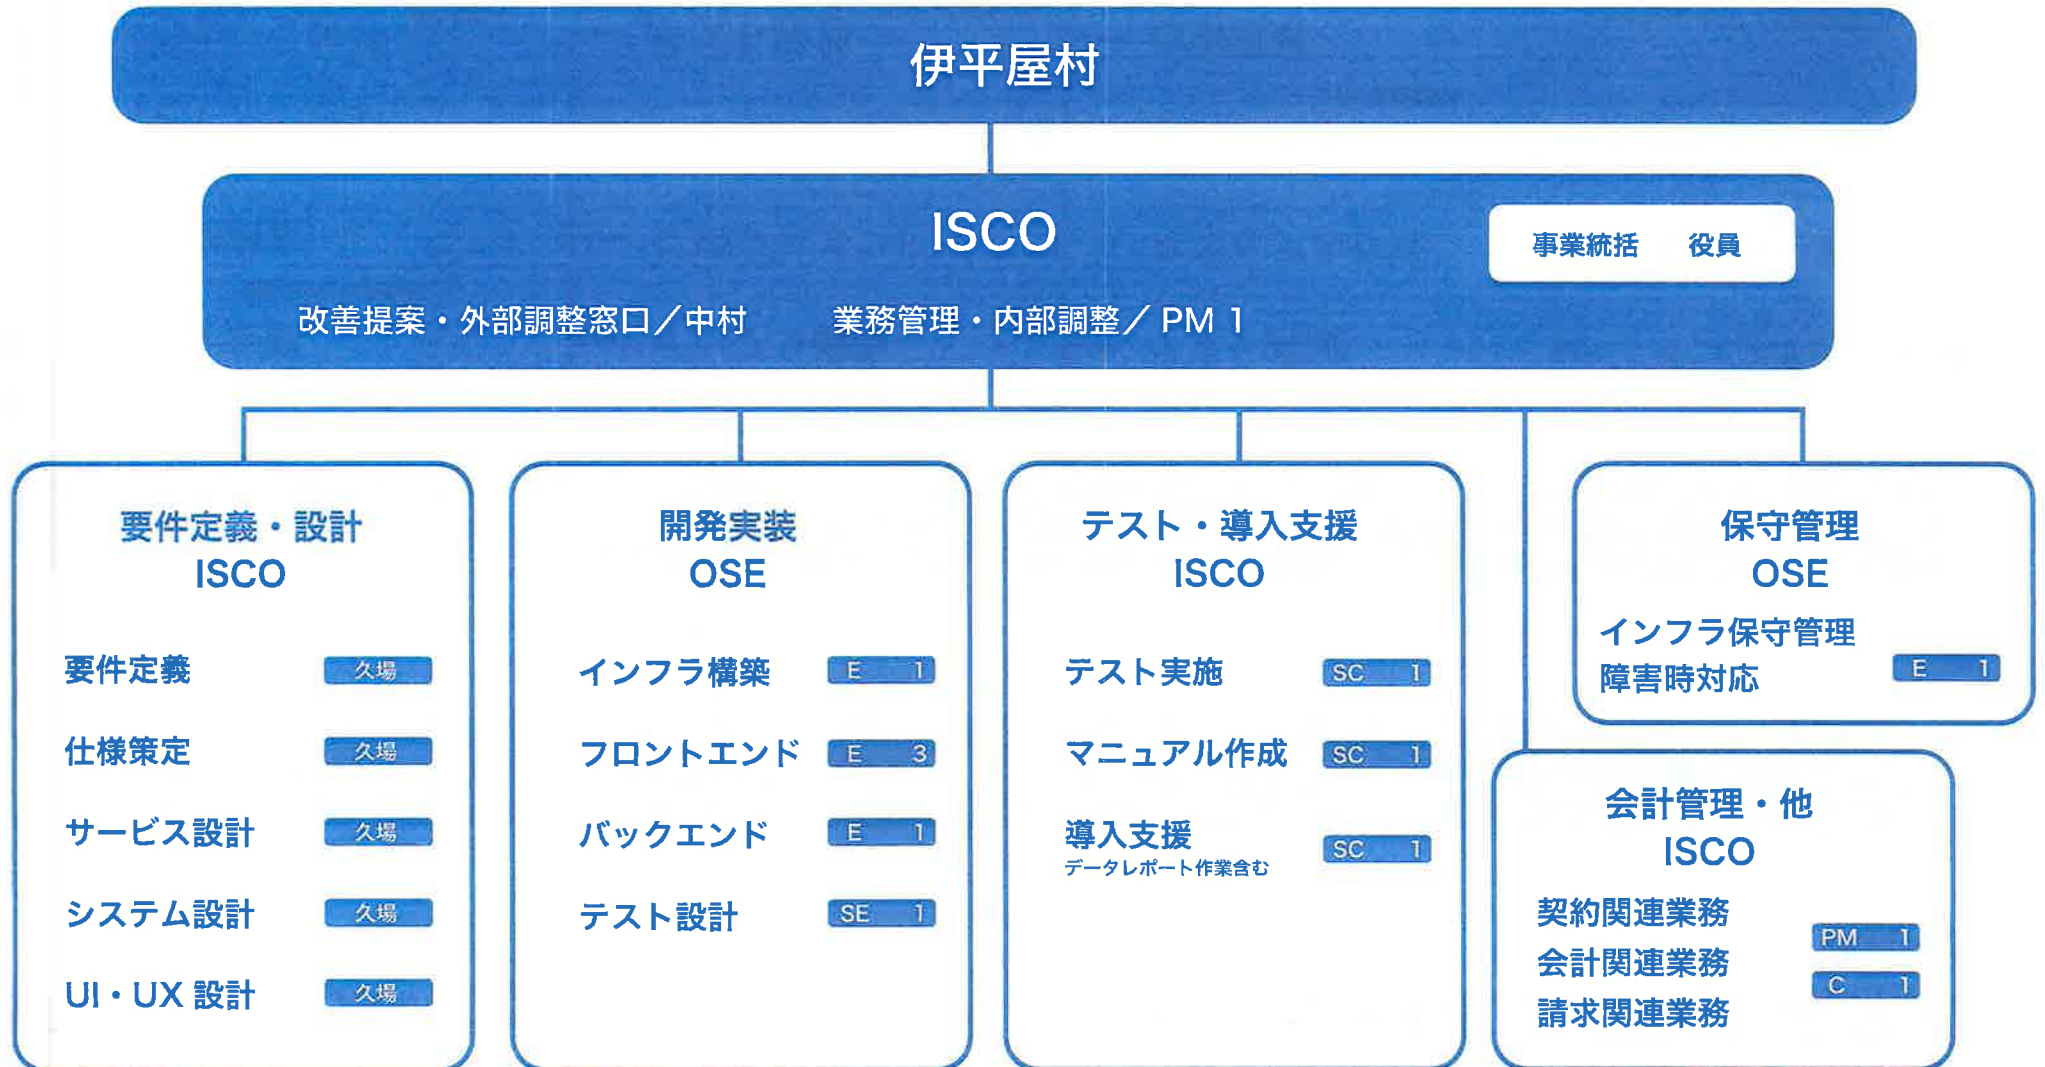 伊平屋村
ISCO
事業統括 役員
改善提案・外部調整窓口／中村 業務管理・内部調整／PM 1
要件定義・設計
ISCO
要件定義 久場
仕様策定 久場
サービス設計 久場
システム設計 久場
UI・UX 設計 久場
開発実装
OSE
インフラ構築 E 1
フロントエンド E 3
バックエンド E 1
テスト設計 SE 1
テスト・導入支援
ISCO
テスト実施 SC 1
マニュアル作成 SC 1
導入支援 SC 1
データレポート作業含む
保守管理
OSE
インフラ保守管理
障害時対応 E 1
会計管理・他
ISCO
契約関連業務
PM 1
会計関連業務
C 1
請求関連業務